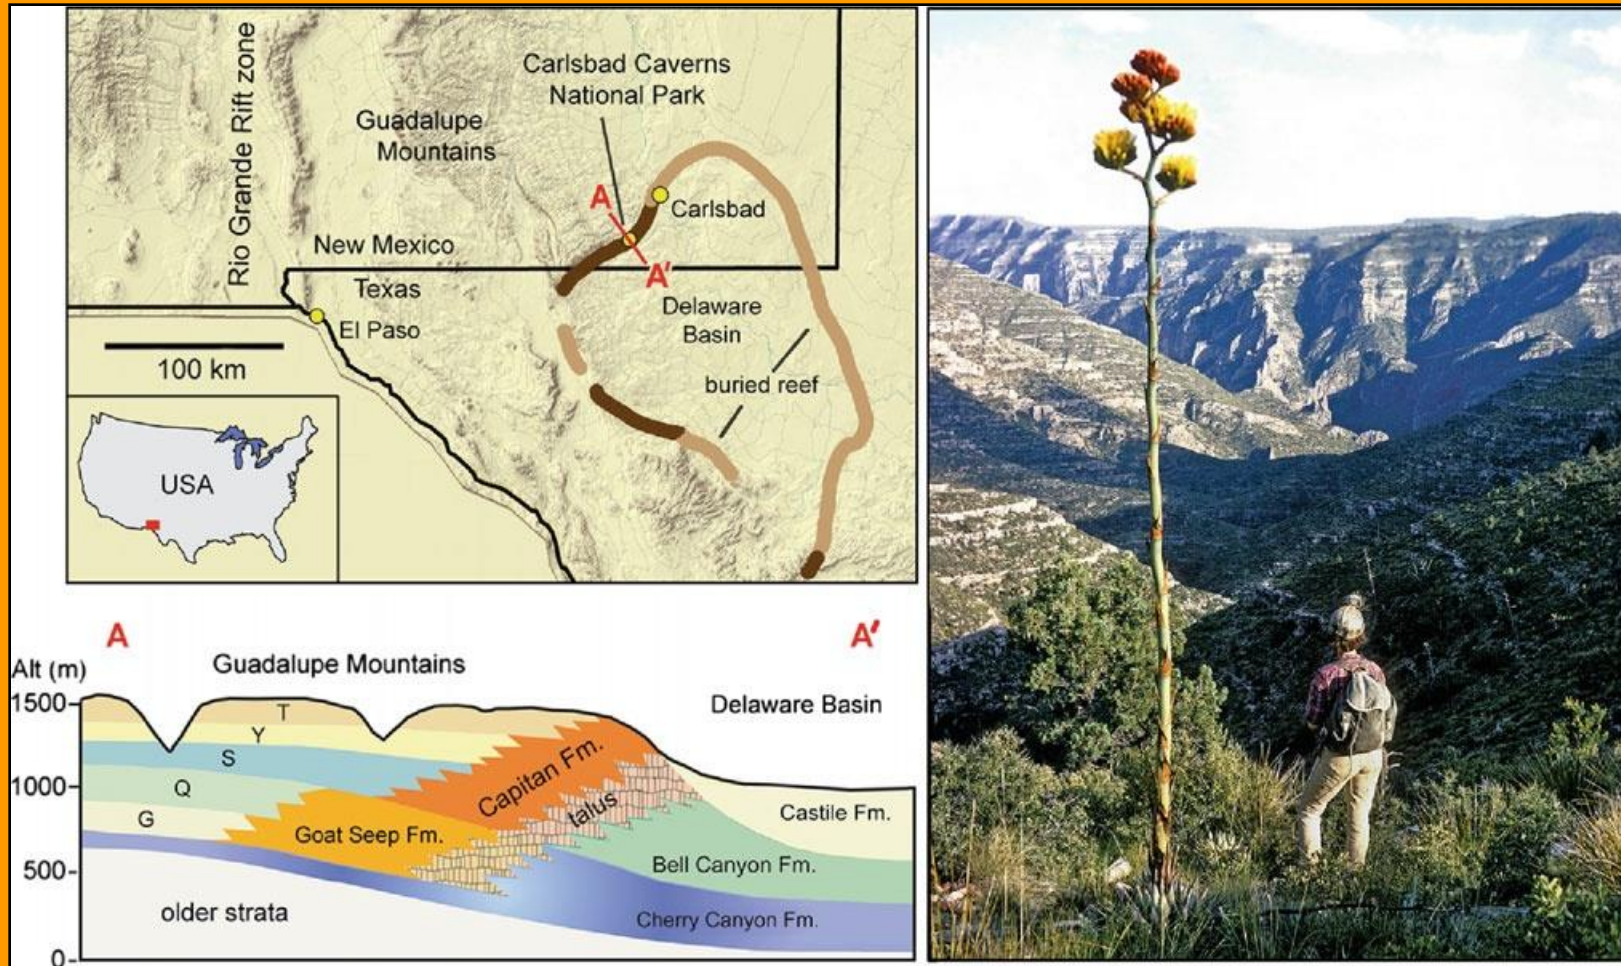 Rio Grande Rift zone
Carlsbad Caverns
National Park
Guadalupe
Mountains
A
Carlsbad
New Mexico
A'
Texas
Delaware
Basin
El Paso
100 km
buried reef
USA
A
A'
Guadalupe Mountains
Alt (m)
Delaware Basin
1500
T
Y
S
Capitan Fm.
1000
Q
talus
Castile Fm.
G
Goat Seep Fm.
Bell Canyon Fm.
500
older strata
Cherry Canyon Fm.
0